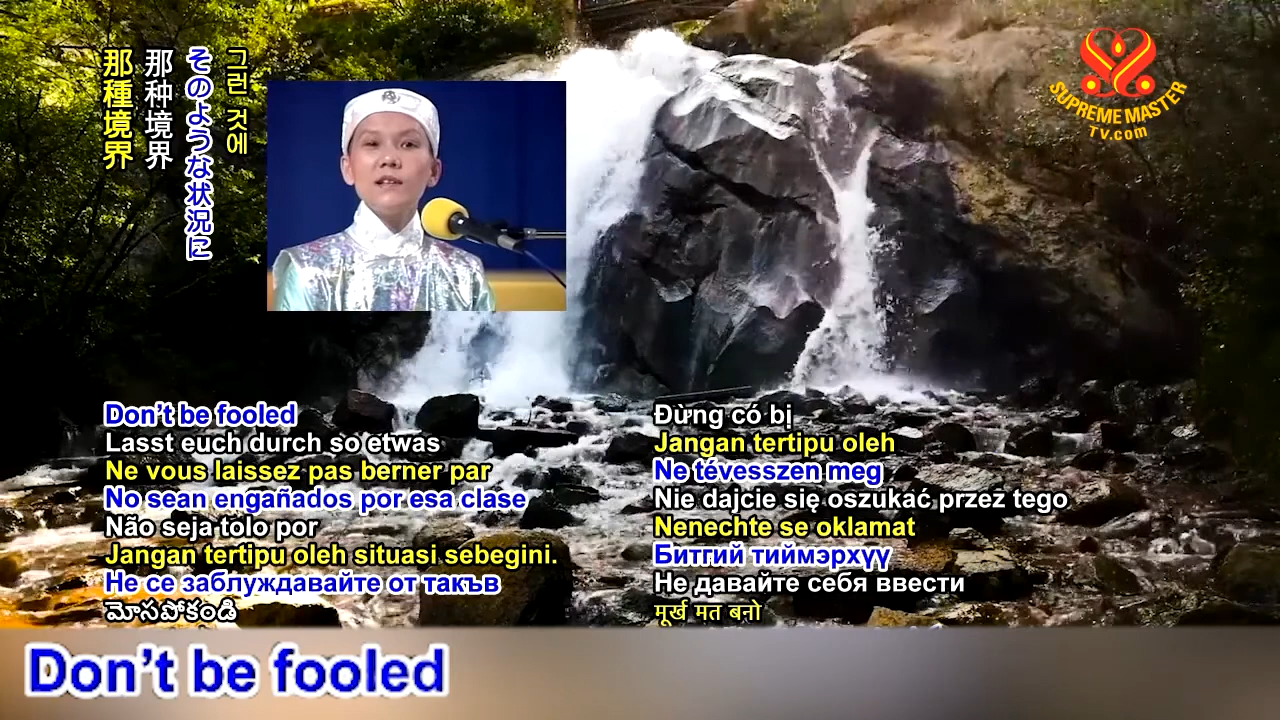 그런 것에
そのような状況に
那种境界
那種境界
SUPREME MASTER
TV.com
Don't be fooled
Lasst euch durch so etwas
Ne vous laissez pas berner par
No sean engañados por esa clase
Não seja tolo por
Jangan tertipu oleh situasi sebegini.
Не се заблуждавайте от такъв
మోసపోకండి
Đừng có bị
Jangan tertipu oleh
Ne tévesszen meg
Nie dajcie się oszukać przez tego
Nenechte se oklamat
Битгий тиймэрхүү
Не давайте себя ввести
मूर्ख मत बनो
Don't be fooled